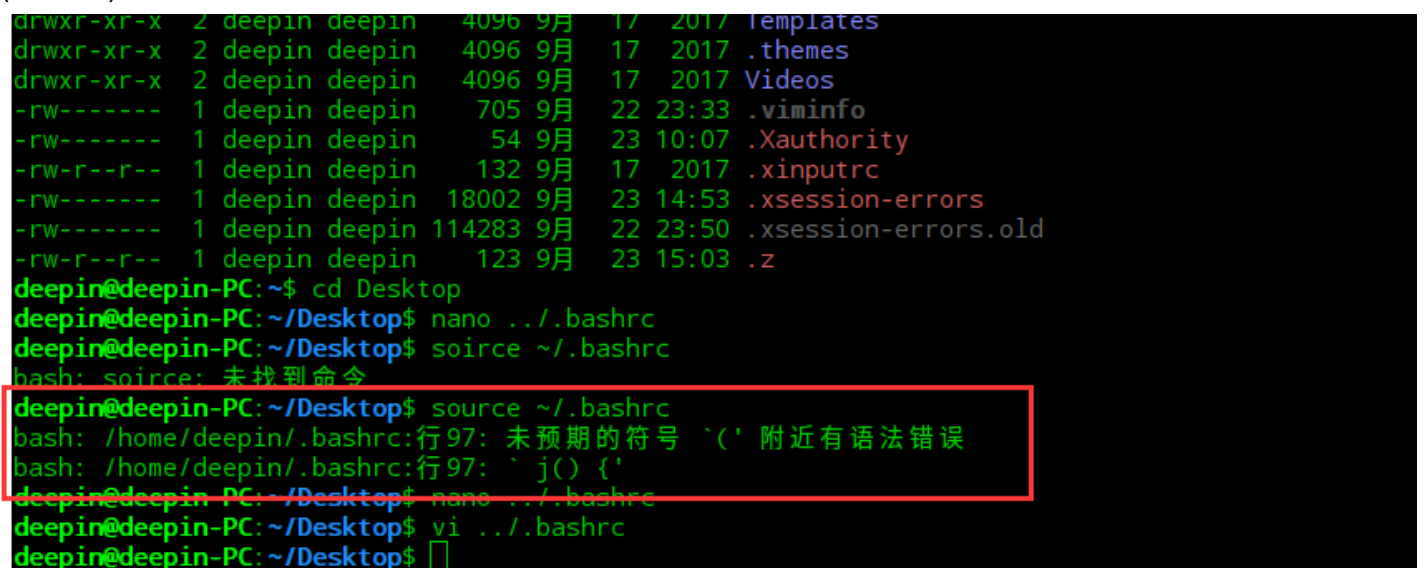 drwxr-xr-x 2 deepin deepin 4096 9月 17 2017 Templates
drwxr-xr-x 2 deepin deepin 4096 9月 17 2017 .themes
drwxr-xr-x 2 deepin deepin 4096 9月 17 2017 Videos
-rw------- 1 deepin deepin 705 9月 22 23:33 .viminfo
-rw------- 1 deepin deepin 54 9月 23 10:07 .Xauthority
-rw-r--r-- 1 deepin deepin 132 9月 17 2017 .xinputrc
-rw------- 1 deepin deepin 18002 9月 23 14:53 .xsession-errors
-rw------- 1 deepin deepin 114283 9月 22 23:50 .xsession-errors.old
-rw-r--r-- 1 deepin deepin 123 9月 23 15:03 .z
deepin@deepin-PC:~$ cd Desktop
deepin@deepin-PC:~/Desktop$ nano ../.bashrc
deepin@deepin-PC:~/Desktop$ soirce ~/.bashrc
bash: soirce: 未找到命令
deepin@deepin-PC:~/Desktop$ source ~/.bashrc
bash: /home/deepin/.bashrc:行97: 未预期的符号 `(' 附近有语法错误
bash: /home/deepin/.bashrc:行97: ` j() {'
deepin@deepin-PC:~/Desktop$ nano ../.bashrc
deepin@deepin-PC:~/Desktop$ vi ../.bashrc
deepin@deepin-PC:~/Desktop$